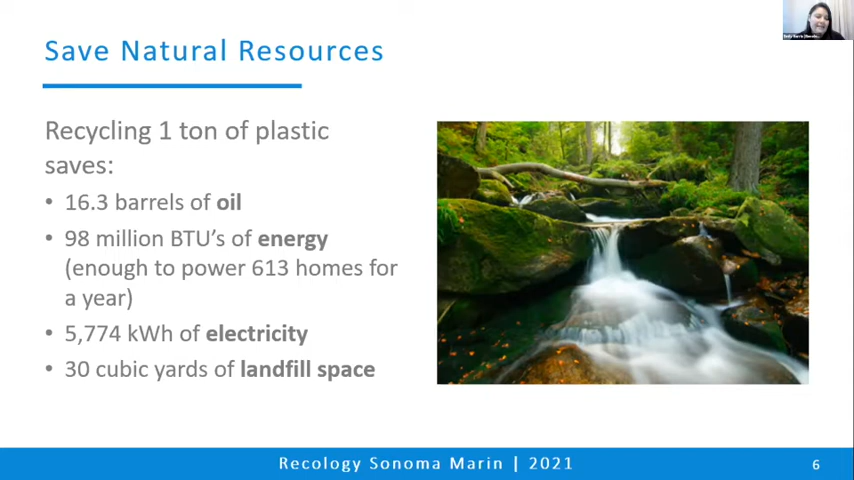 Save Natural Resources
Recycling 1 ton of plastic
saves:
• 16.3 barrels of oil
• 98 million BTU's of energy
(enough to power 613 homes for
a year)
• 5,774 kWh of electricity
• 30 cubic yards of landfill space
Recology Sonoma Marin | 2021
6